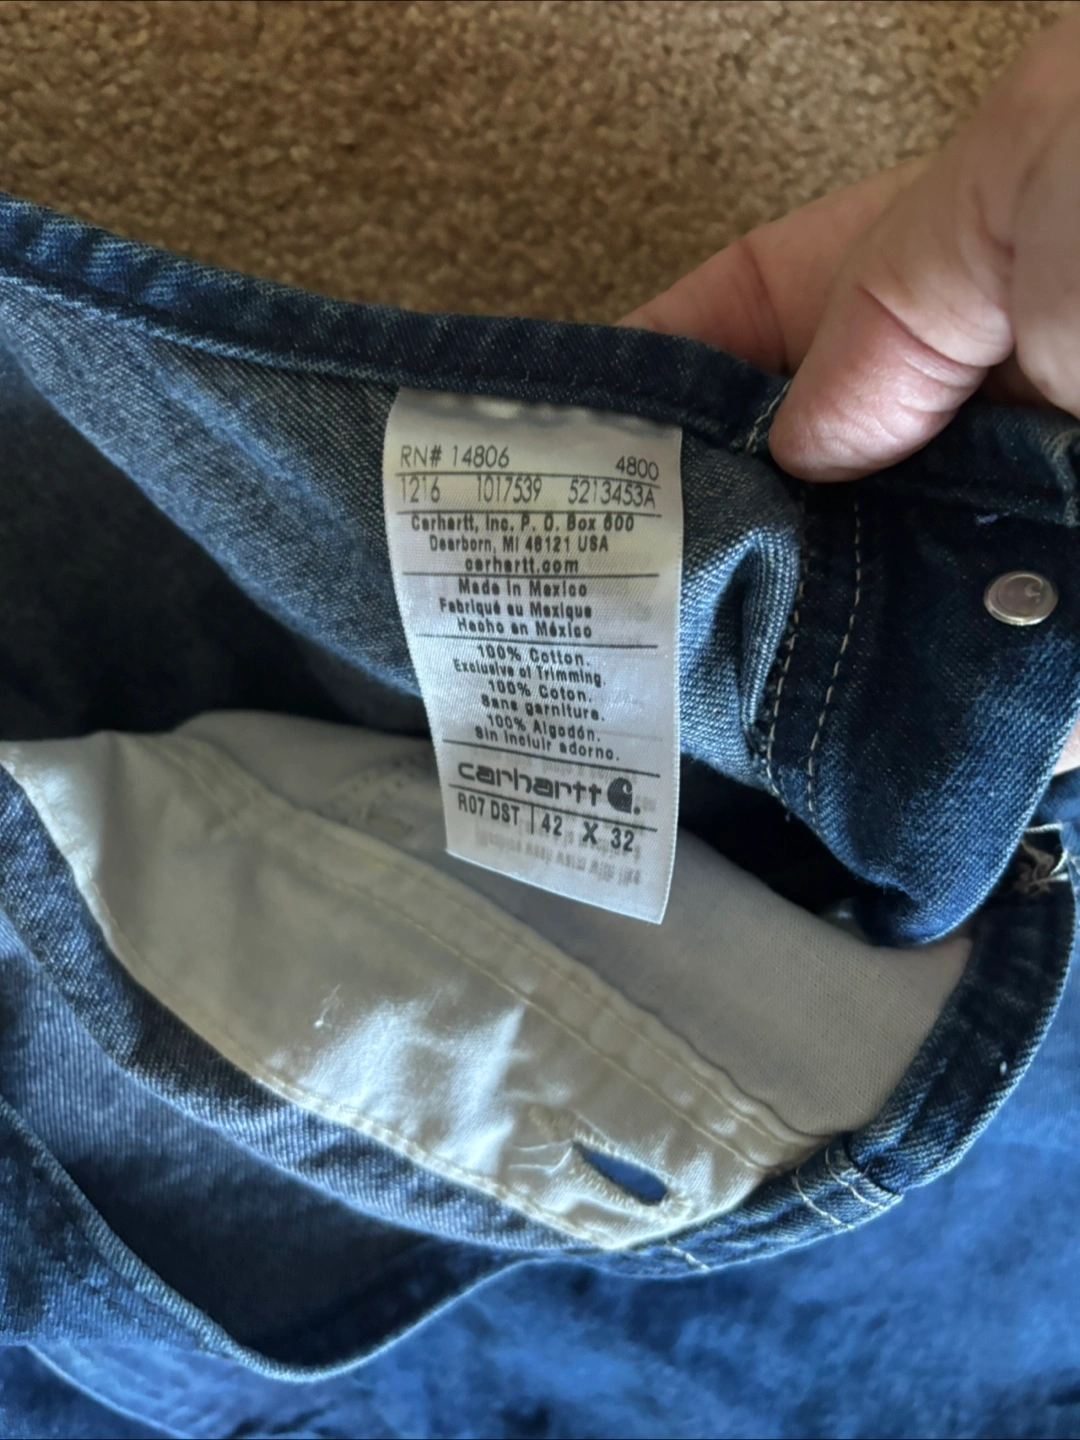 RN# 14806 4800
1216 1017539 5213453A
Carhartt, Inc. P. O. Box 600
Dearborn, MI 48121 USA
carhartt.com
Made in Mexico
Fabriqué au Mexique
Hecho en México
100% Cotton.
Exclusive of Trimming.
100% Coton.
Sans garniture.
100% Algodón.
Sin incluir adorno.
carhartt
R07 DST 42 X 32